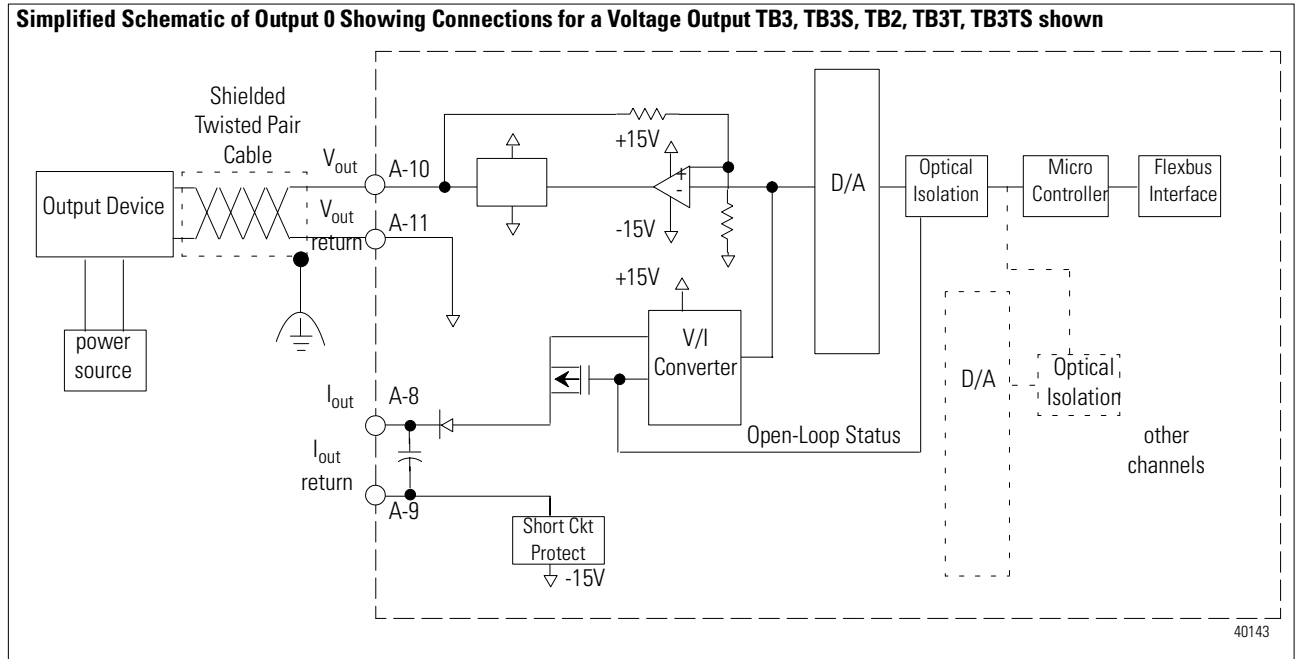 Simplified Schematic of Output 0 Showing Connections for a Voltage Output TB3, TB3S, TB2, TB3T, TB3TS shown
Shielded
Twisted Pair
Cable
Output Device
power
source
Vout
A-10
Vout
return
A-11
+15V
+
-
-15V
D/A
Optical
Isolation
Micro
Controller
Flexbus
Interface
+15V
V/I
Converter
Iout
A-8
Iout
return
A-9
Open-Loop Status
Short Ckt
Protect
-15V
D/A
Optical
Isolation
other
channels
40143